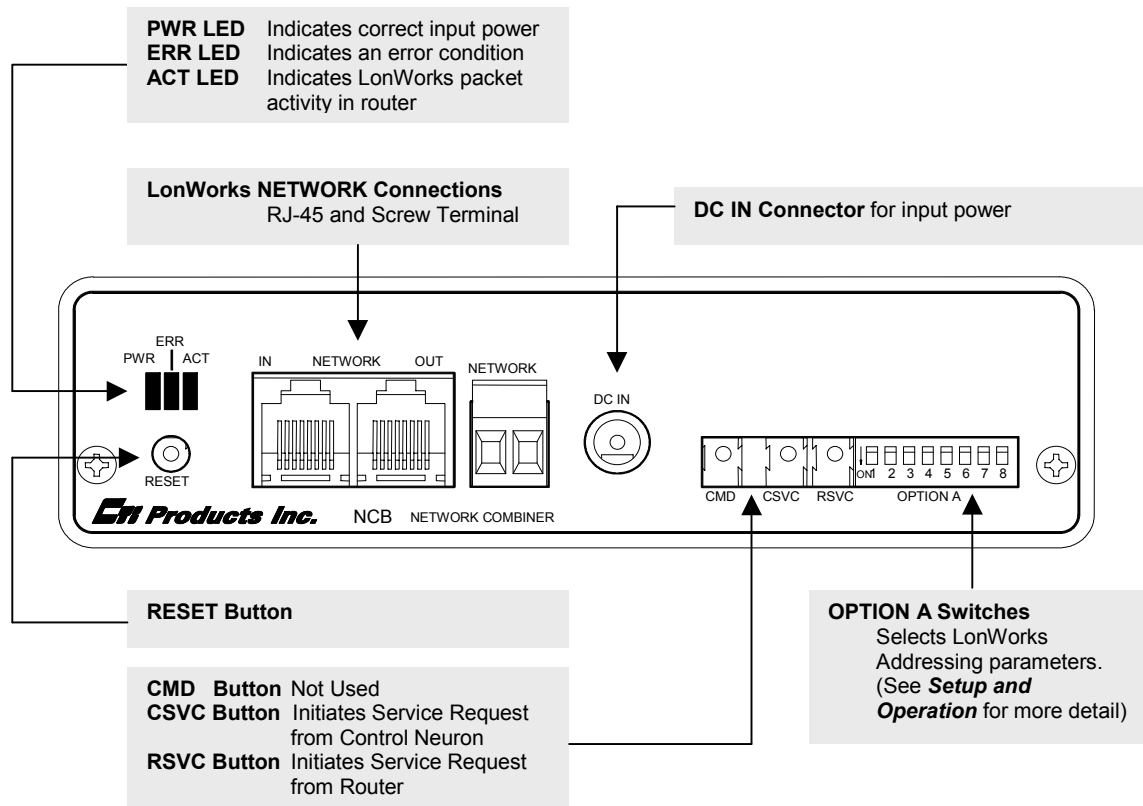 PWR LED Indicates correct input power
ERR LED Indicates an error condition
ACT LED Indicates LonWorks packet
activity in router
LonWorks NETWORK Connections
RJ-45 and Screw Terminal
DC IN Connector for input power
ERR
PWR ACT
IN NETWORK OUT
NETWORK
DC IN
RESET
ON 1 2 3 4 5 6 7 8
CMD CSVC RSVC OPTION A
CTI Products Inc. NCB NETWORK COMBINER
RESET Button
OPTION A Switches
Selects LonWorks
Addressing parameters.
(See Setup and
Operation for more detail)
CMD Button Not Used
CSVC Button Initiates Service Request
from Control Neuron
RSVC Button Initiates Service Request
from Router